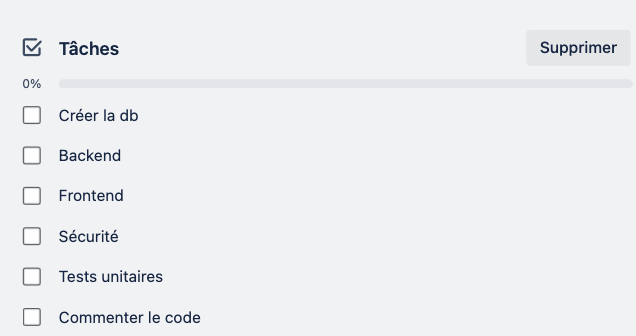 Tâches
Supprimer
0%
Créer la db
Backend
Frontend
Sécurité
Tests unitaires
Commenter le code